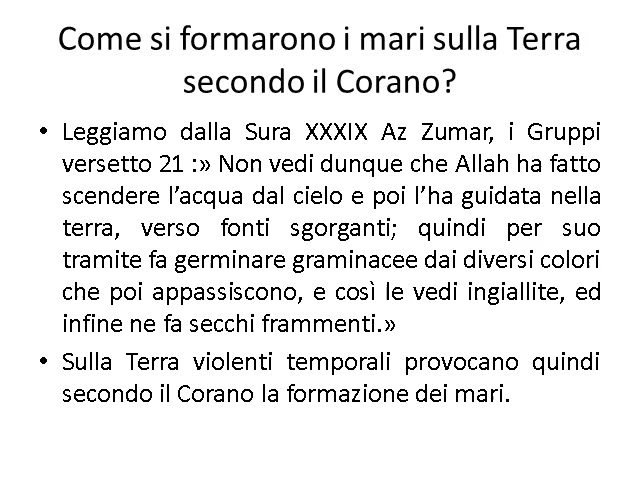 Come si formarono i mari sulla Terra
secondo il Corano?
• Leggiamo dalla Sura XXXIX Az Zumar, i Gruppi
versetto 21 :» Non vedi dunque che Allah ha fatto
scendere l’acqua dal cielo e poi l’ha guidata nella
terra, verso fonti sgorganti; quindi per suo
tramite fa germinare graminacee dai diversi colori
che poi appassiscono, e così le vedi ingiallite, ed
infine ne fa secchi frammenti.»
• Sulla Terra violenti temporali provocano quindi
secondo il Corano la formazione dei mari.